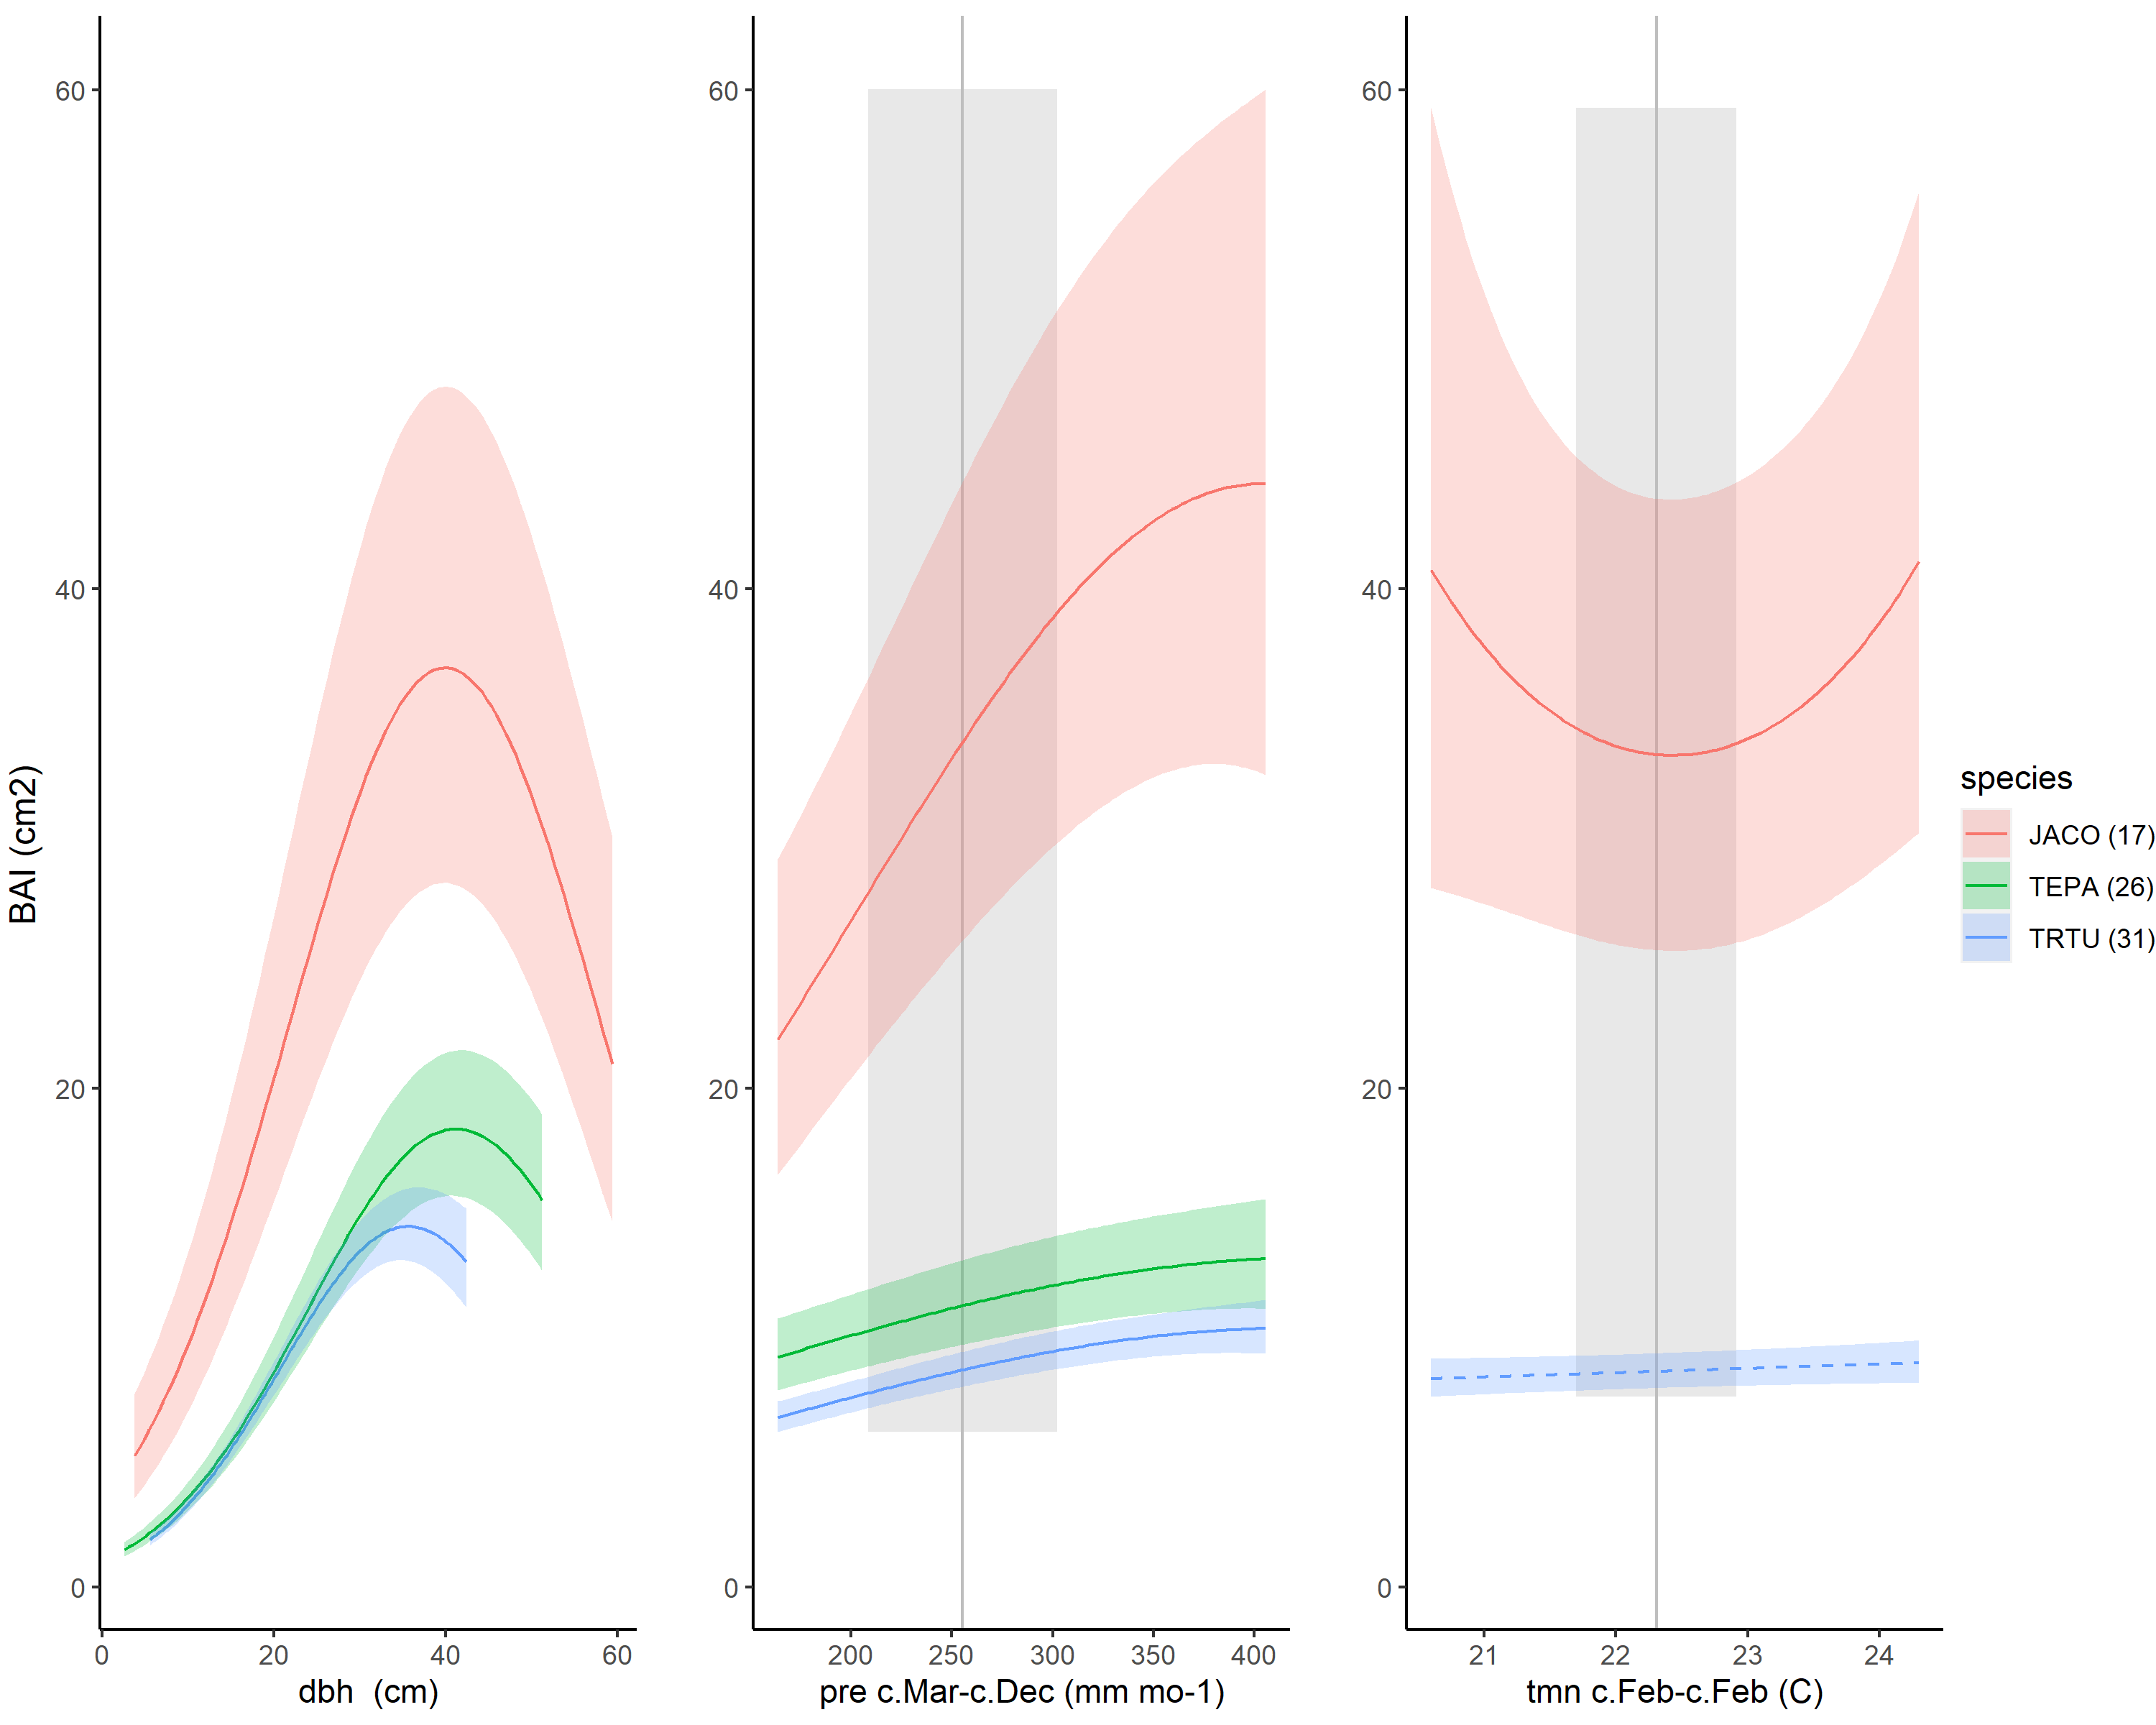 BAI (cm2)
60
40
20
0
0 20 40 60
dbh  (cm)
60
40
20
0
200 250 300 350 400
pre c.Mar-c.Dec (mm mo-1)
60
40
20
0
21 22 23 24
tmn c.Feb-c.Feb (C)
species
JACO (17)
TEPA (26)
TRTU (31)